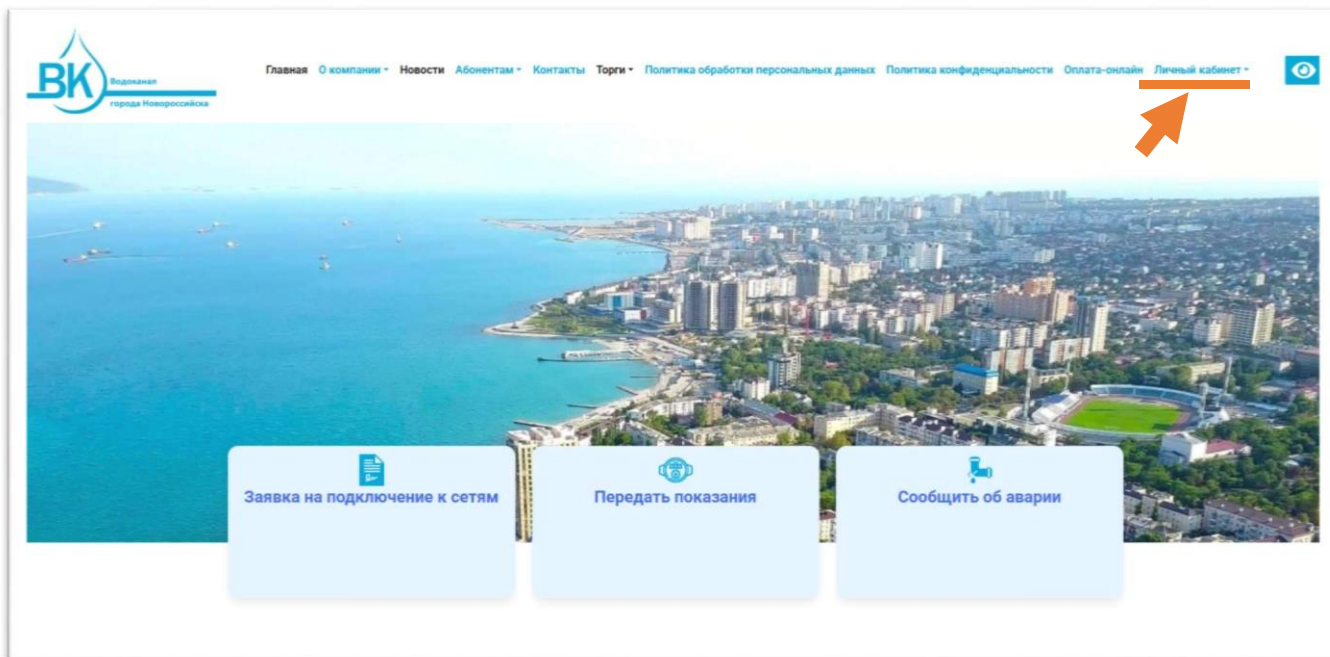 ВК
Водоканал
города Новороссийска
Главная О компании Новости Абонентам Контакты Торги Политика обработки персональных данных Политика конфиденциальности Оплата-онлайн Личный кабинет
Заявка на подключение к сетям
Передать показания
Сообщить об аварии